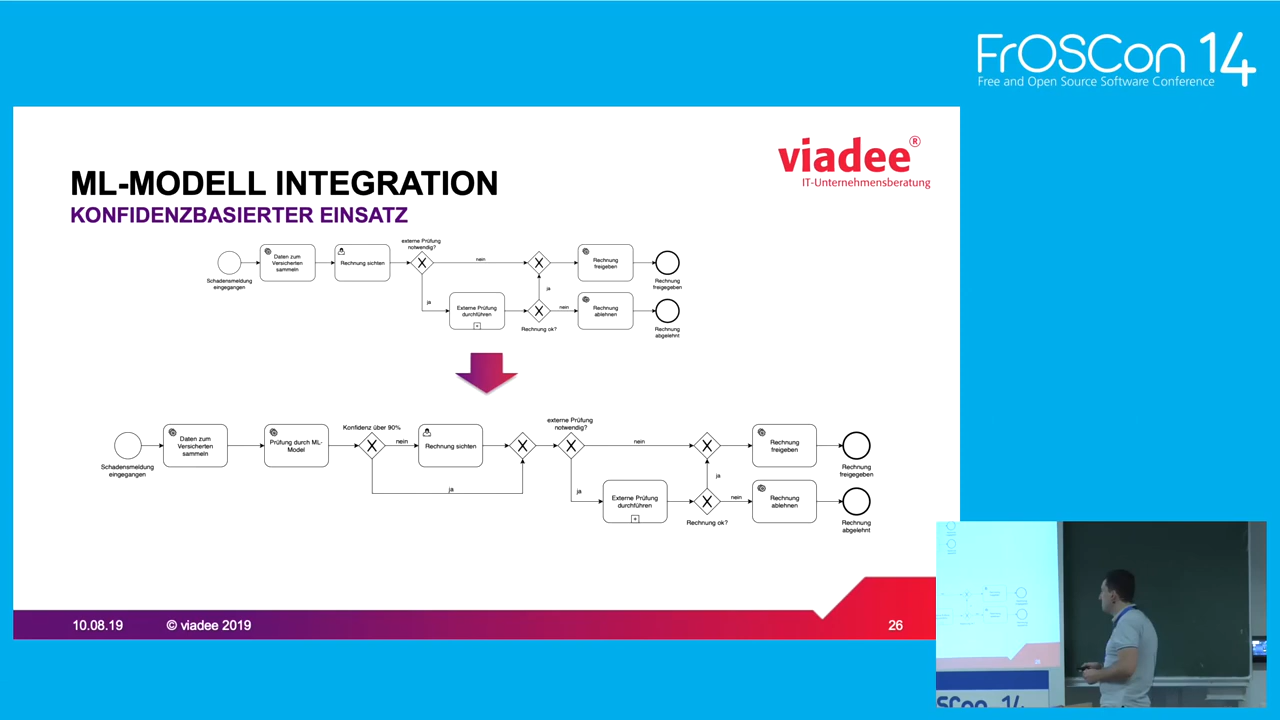 FrOSCon 14
Free and Open Source Software Conference
viadee®
IT-Unternehmensberatung
ML-MODELL INTEGRATION
KONFIDENZBASIERTER EINSATZ
Schadensmeldung
eingegangen
Daten zum
Versicherten
sammeln
Rechnung sichten
externe Prüfung
notwendig?
nein
ja
Externe Prüfung
durchführen
ja
Rechnung ok?
nein
Rechnung
freigeben
Rechnung
freigegeben
Rechnung
ablehnen
Rechnung
abgelehnt
Schadensmeldung
eingegangen
Daten zum
Versicherten
sammeln
Prüfung durch ML-
Model
Konfidenz über 90%
nein
ja
Rechnung sichten
externe Prüfung
notwendig?
nein
ja
Externe Prüfung
durchführen
ja
Rechnung ok?
nein
Rechnung
freigeben
Rechnung
freigegeben
Rechnung
ablehnen
Rechnung
abgelehnt
10.08.19
© viadee 2019
26
SCon 14